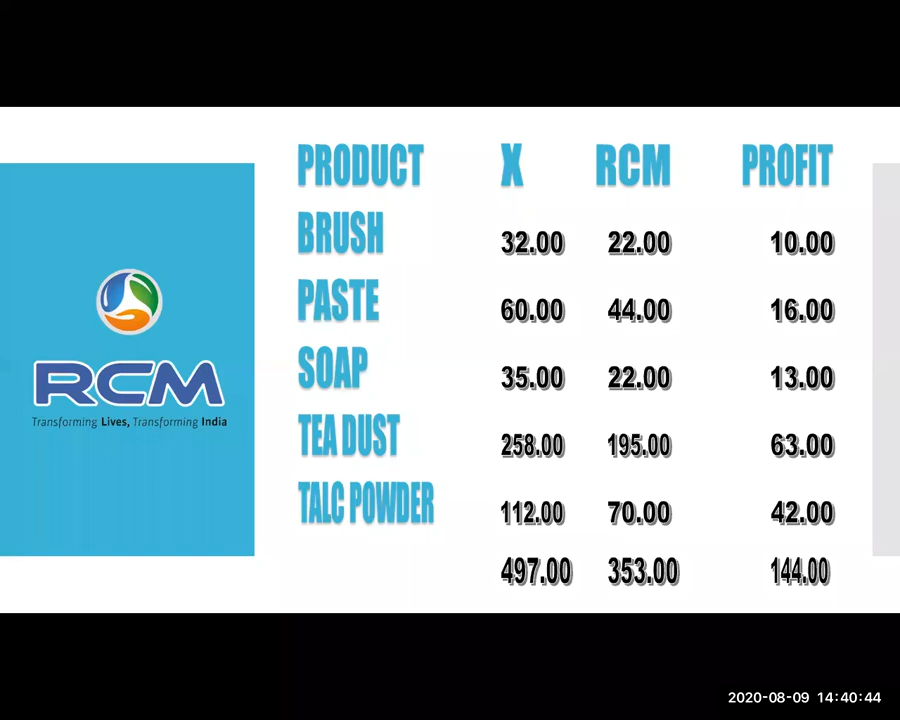 PRODUCT X RCM PROFIT
BRUSH 32.00 22.00 10.00
PASTE 60.00 44.00 16.00
SOAP 35.00 22.00 13.00
TEA DUST 258.00 195.00 63.00
TALC POWDER 112.00 70.00 42.00
497.00 353.00 144.00
RCM
Transforming Lives, Transforming India
2020-08-09 14:40:44